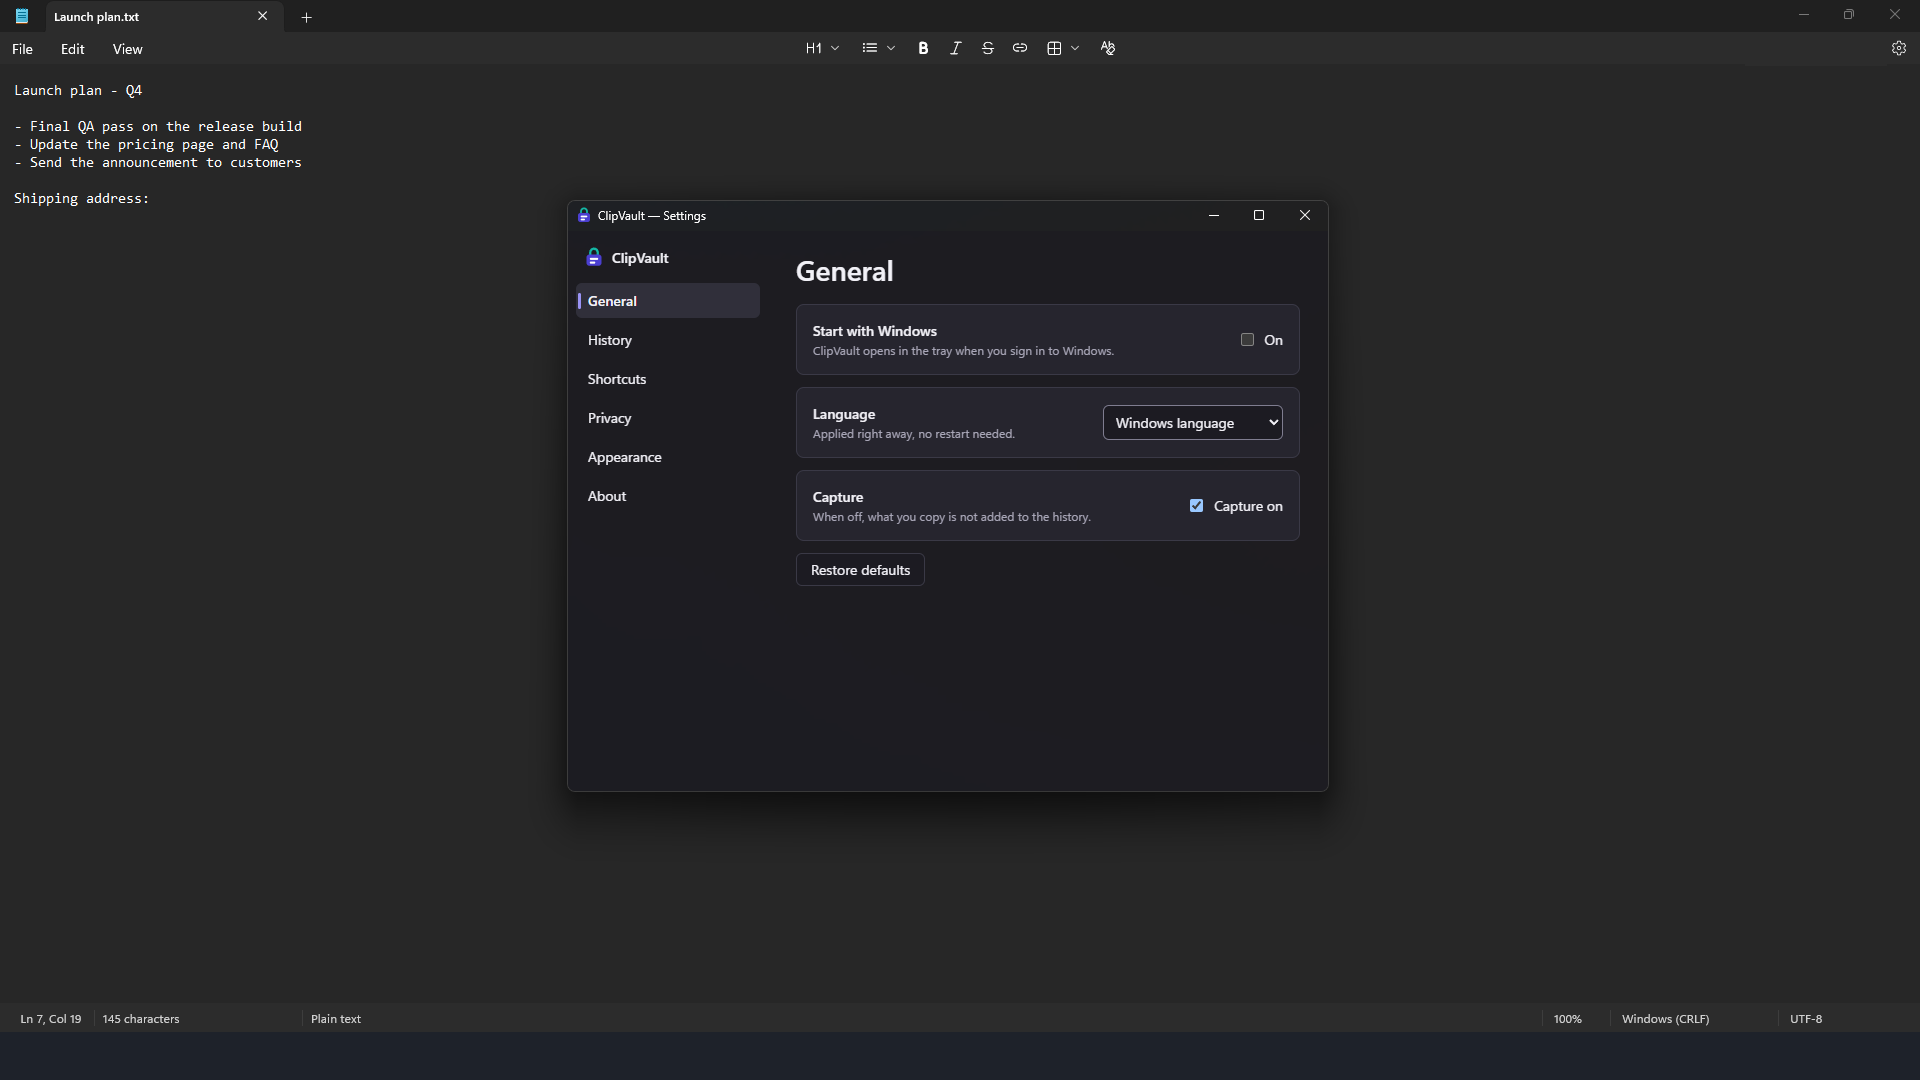 Launch plan.txt
File Edit View
H1
Launch plan - Q4
- Final QA pass on the release build
- Update the pricing page and FAQ
- Send the announcement to customers
Shipping address:
ClipVault — Settings
ClipVault
General
History
Shortcuts
Privacy
Appearance
About
General
Start with Windows
ClipVault opens in the tray when you sign in to Windows.
On
Language
Applied right away, no restart needed.
Windows language
Capture
When off, what you copy is not added to the history.
Capture on
Restore defaults
Ln 7, Col 19 145 characters Plain text 100% Windows (CRLF) UTF-8